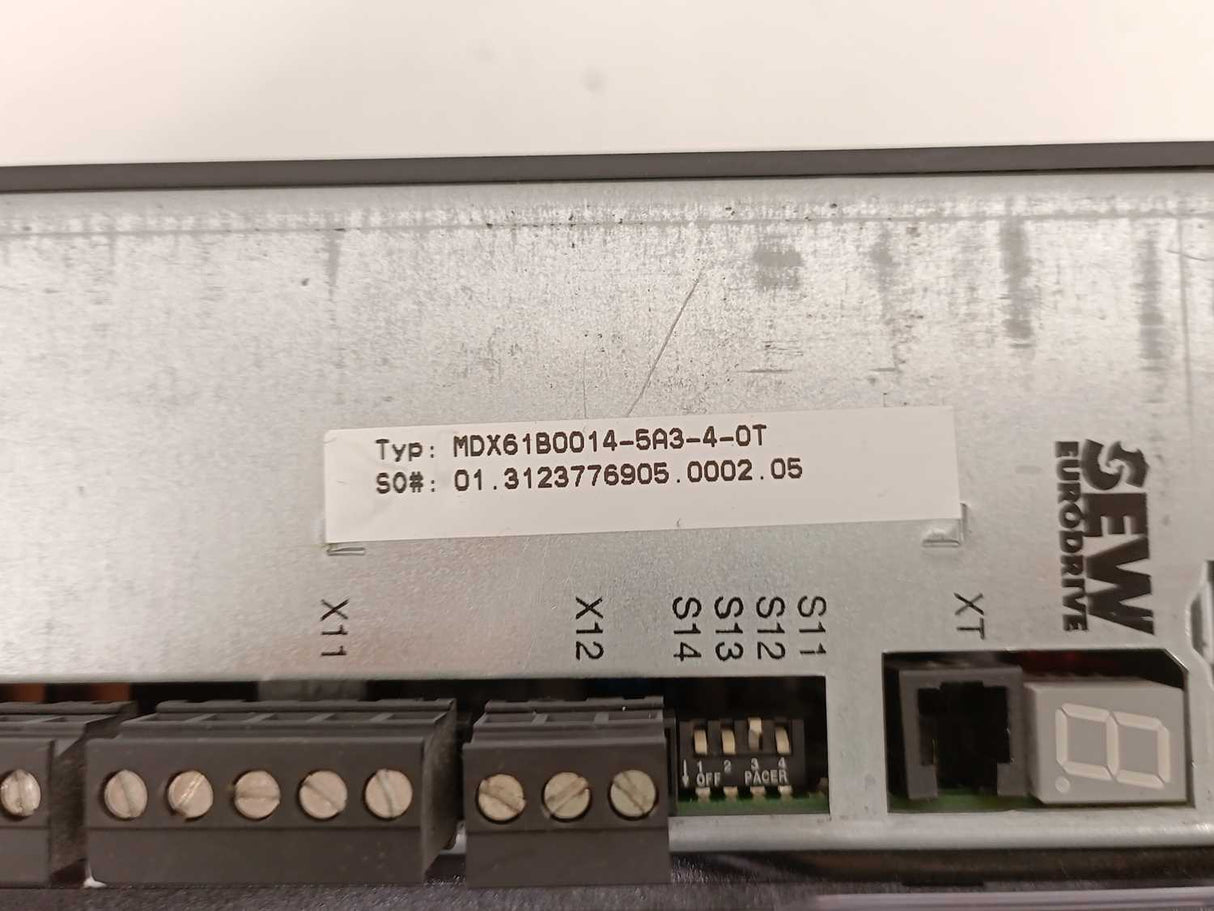 Typ: MDX61B0014-5A3-4-0T
SO#: 01.3123776905.0002.05
SEW
EURODRIVE
X11
X12
S14
S13
S12
S11
XT
1 2 3 4
OFF PACER